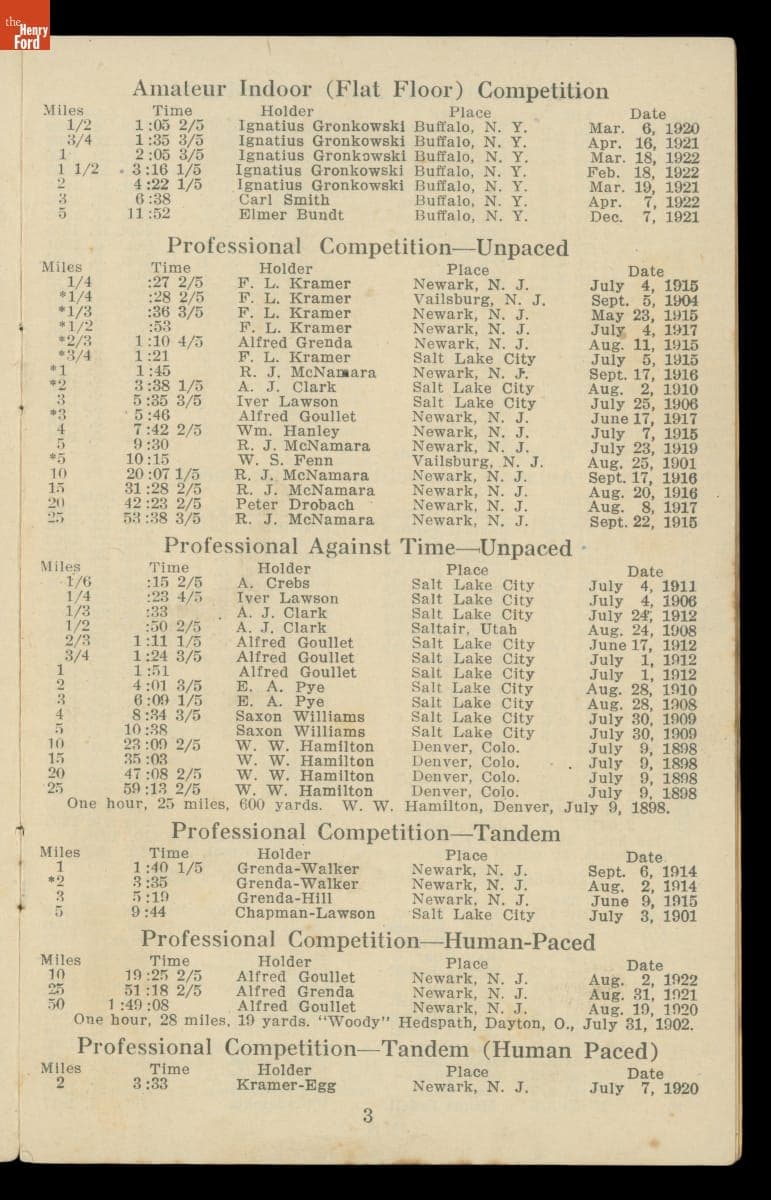 the
Henry
Ford
Amateur Indoor (Flat Floor) Competition
Miles Time Holder Place Date
1/2 1:05 2/5 Ignatius Gronkowski Buffalo, N. Y. Mar. 6, 1920
3/4 1:35 3/5 Ignatius Gronkowski Buffalo, N. Y. Apr. 16, 1921
1 2:05 3/5 Ignatius Gronkowski Buffalo, N. Y. Mar. 18, 1922
1 1/2 3:16 1/5 Ignatius Gronkowski Buffalo, N. Y. Feb. 18, 1922
2 4:22 1/5 Ignatius Gronkowski Buffalo, N. Y. Mar. 19, 1921
3 6:38 Carl Smith Buffalo, N. Y. Apr. 7, 1922
5 11:52 Elmer Bundt Buffalo, N. Y. Dec. 7, 1921
Professional Competition—Unpaced
Miles Time Holder Place Date
1/4 :27 2/5 F. L. Kramer Newark, N. J. July 4, 1915
*1/4 :28 2/5 F. L. Kramer Vailsburg, N. J. Sept. 5, 1904
*1/3 :36 3/5 F. L. Kramer Newark, N. J. May 23, 1915
*1/2 :53 F. L. Kramer Newark, N. J. July 4, 1917
*2/3 1:10 4/5 Alfred Grenda Newark, N. J. Aug. 11, 1915
*3/4 1:21 F. L. Kramer Salt Lake City July 5, 1915
*1 1:45 R. J. McNamara Newark, N. J. Sept. 17, 1916
*2 3:38 1/5 A. J. Clark Salt Lake City Aug. 2, 1910
3 5:35 3/5 Iver Lawson Salt Lake City July 25, 1906
*3 5:46 Alfred Goullet Newark, N. J. June 17, 1917
4 7:42 2/5 Wm. Hanley Newark, N. J. July 7, 1915
5 9:30 R. J. McNamara Newark, N. J. July 23, 1919
*5 10:15 W. S. Fenn Vailsburg, N. J. Aug. 25, 1901
10 20:07 1/5 R. J. McNamara Newark, N. J. Sept. 17, 1916
15 31:28 2/5 R. J. McNamara Newark, N. J. Aug. 20, 1916
20 42:23 2/5 Peter Drobach Newark, N. J. Aug. 8, 1917
25 53:38 3/5 R. J. McNamara Newark, N. J. Sept. 22, 1915
Professional Against Time—Unpaced
Miles Time Holder Place Date
1/6 :15 2/5 A. Crebs Salt Lake City July 4, 1911
1/4 :23 4/5 Iver Lawson Salt Lake City July 4, 1906
1/3 :33 A. J. Clark Salt Lake City July 24, 1912
1/2 :50 2/5 A. J. Clark Saltair, Utah Aug. 24, 1908
2/3 1:11 1/5 Alfred Goullet Salt Lake City June 17, 1912
3/4 1:24 3/5 Alfred Goullet Salt Lake City July 1, 1912
1 1:51 Alfred Goullet Salt Lake City July 1, 1912
2 4:01 3/5 E. A. Pye Salt Lake City Aug. 28, 1910
3 6:09 1/5 E. A. Pye Salt Lake City Aug. 28, 1908
4 8:34 3/5 Saxon Williams Salt Lake City July 30, 1909
5 10:38 Saxon Williams Salt Lake City July 30, 1909
10 23:09 2/5 W. W. Hamilton Denver, Colo. July 9, 1898
15 35:03 W. W. Hamilton Denver, Colo. July 9, 1898
20 47:08 2/5 W. W. Hamilton Denver, Colo. July 9, 1898
25 59:13 2/5 W. W. Hamilton Denver, Colo. July 9, 1898
One hour, 25 miles, 600 yards. W. W. Hamilton, Denver, July 9, 1898.
Professional Competition—Tandem
Miles Time Holder Place Date
1 1:40 1/5 Grenda-Walker Newark, N. J. Sept. 6, 1914
*2 3:35 Grenda-Walker Newark, N. J. Aug. 2, 1914
3 5:19 Grenda-Hill Newark, N. J. June 9, 1915
5 9:44 Chapman-Lawson Salt Lake City July 3, 1901
Professional Competition—Human-Paced
Miles Time Holder Place Date
10 19:25 2/5 Alfred Goullet Newark, N. J. Aug. 2, 1922
25 51:18 2/5 Alfred Grenda Newark, N. J. Aug. 31, 1921
50 1:49:08 Alfred Goullet Newark, N. J. Aug. 19, 1920
One hour, 28 miles, 19 yards. "Woody" Hedspath, Dayton, O., July 31, 1902.
Professional Competition—Tandem (Human Paced)
Miles Time Holder Place Date
2 3:33 Kramer-Egg Newark, N. J. July 7, 1920
3